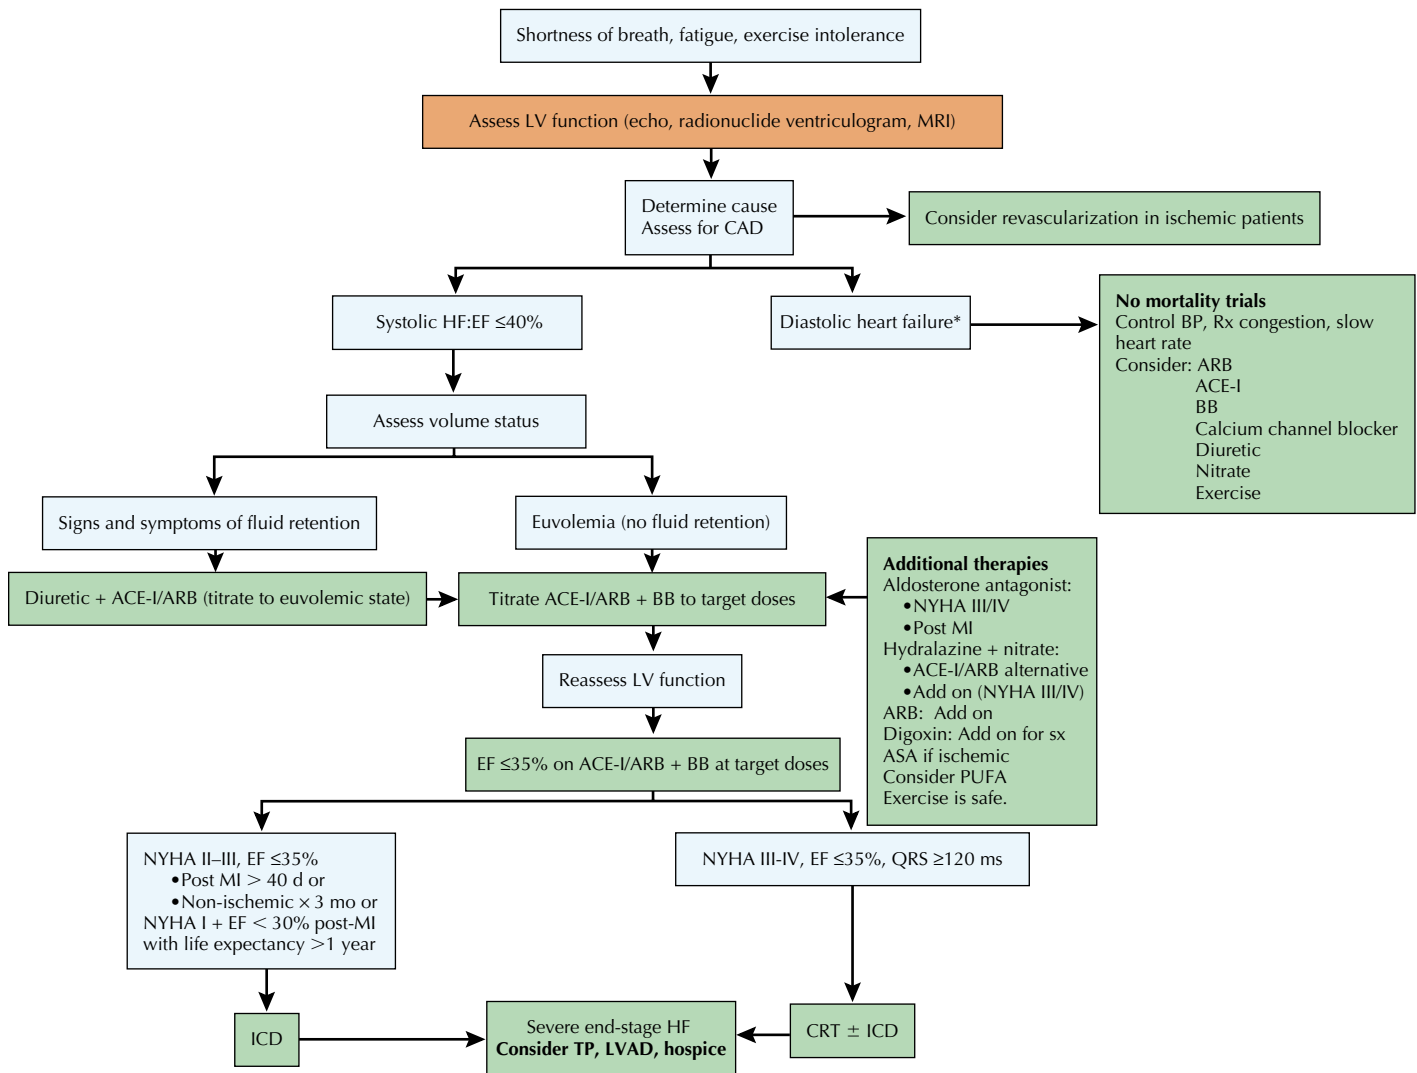 Shortness of breath, fatigue, exercise intolerance
Assess LV function (echo, radionuclide ventriculogram, MRI)
Determine cause
Assess for CAD
Consider revascularization in ischemic patients
Systolic HF:EF ≤40%
Diastolic heart failure*
No mortality trials
Control BP, Rx congestion, slow
heart rate
Consider: ARB
ACE-I
BB
Calcium channel blocker
Diuretic
Nitrate
Exercise
Assess volume status
Signs and symptoms of fluid retention
Euvolemia (no fluid retention)
Diuretic + ACE-I/ARB (titrate to euvolemic state)
Titrate ACE-I/ARB + BB to target doses
Additional therapies
Aldosterone antagonist:
•NYHA III/IV
•Post MI
Hydralazine + nitrate:
•ACE-I/ARB alternative
•Add on (NYHA III/IV)
ARB: Add on
Digoxin: Add on for sx
ASA if ischemic
Consider PUFA
Exercise is safe.
Reassess LV function
EF ≤35% on ACE-I/ARB + BB at target doses
NYHA II–III, EF ≤35%
•Post MI > 40 d or
•Non-ischemic × 3 mo or
NYHA I + EF < 30% post-MI
with life expectancy >1 year
NYHA III-IV, EF ≤35%, QRS ≥120 ms
ICD
Severe end-stage HF
Consider TP, LVAD, hospice
CRT ± ICD